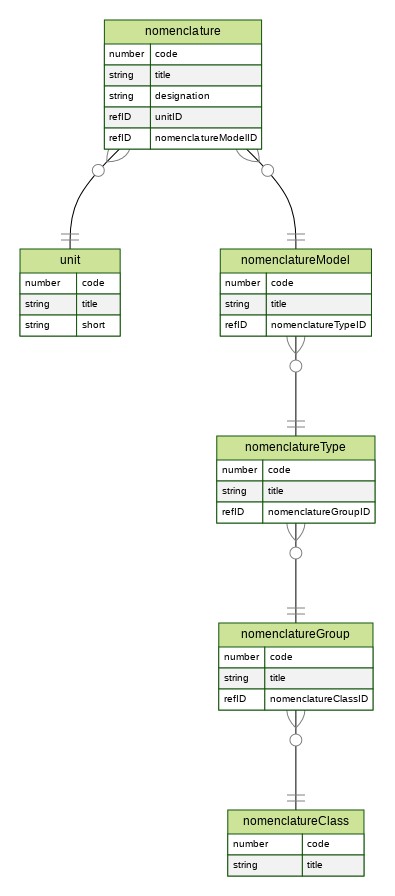 nomenclature
number code
string title
string designation
refID unitID
refID nomenclatureModelID
unit
number code
string title
string short
nomenclatureModel
number code
string title
refID nomenclatureTypeID
nomenclatureType
number code
string title
refID nomenclatureGroupID
nomenclatureGroup
number code
string title
refID nomenclatureClassID
nomenclatureClass
number code
string title